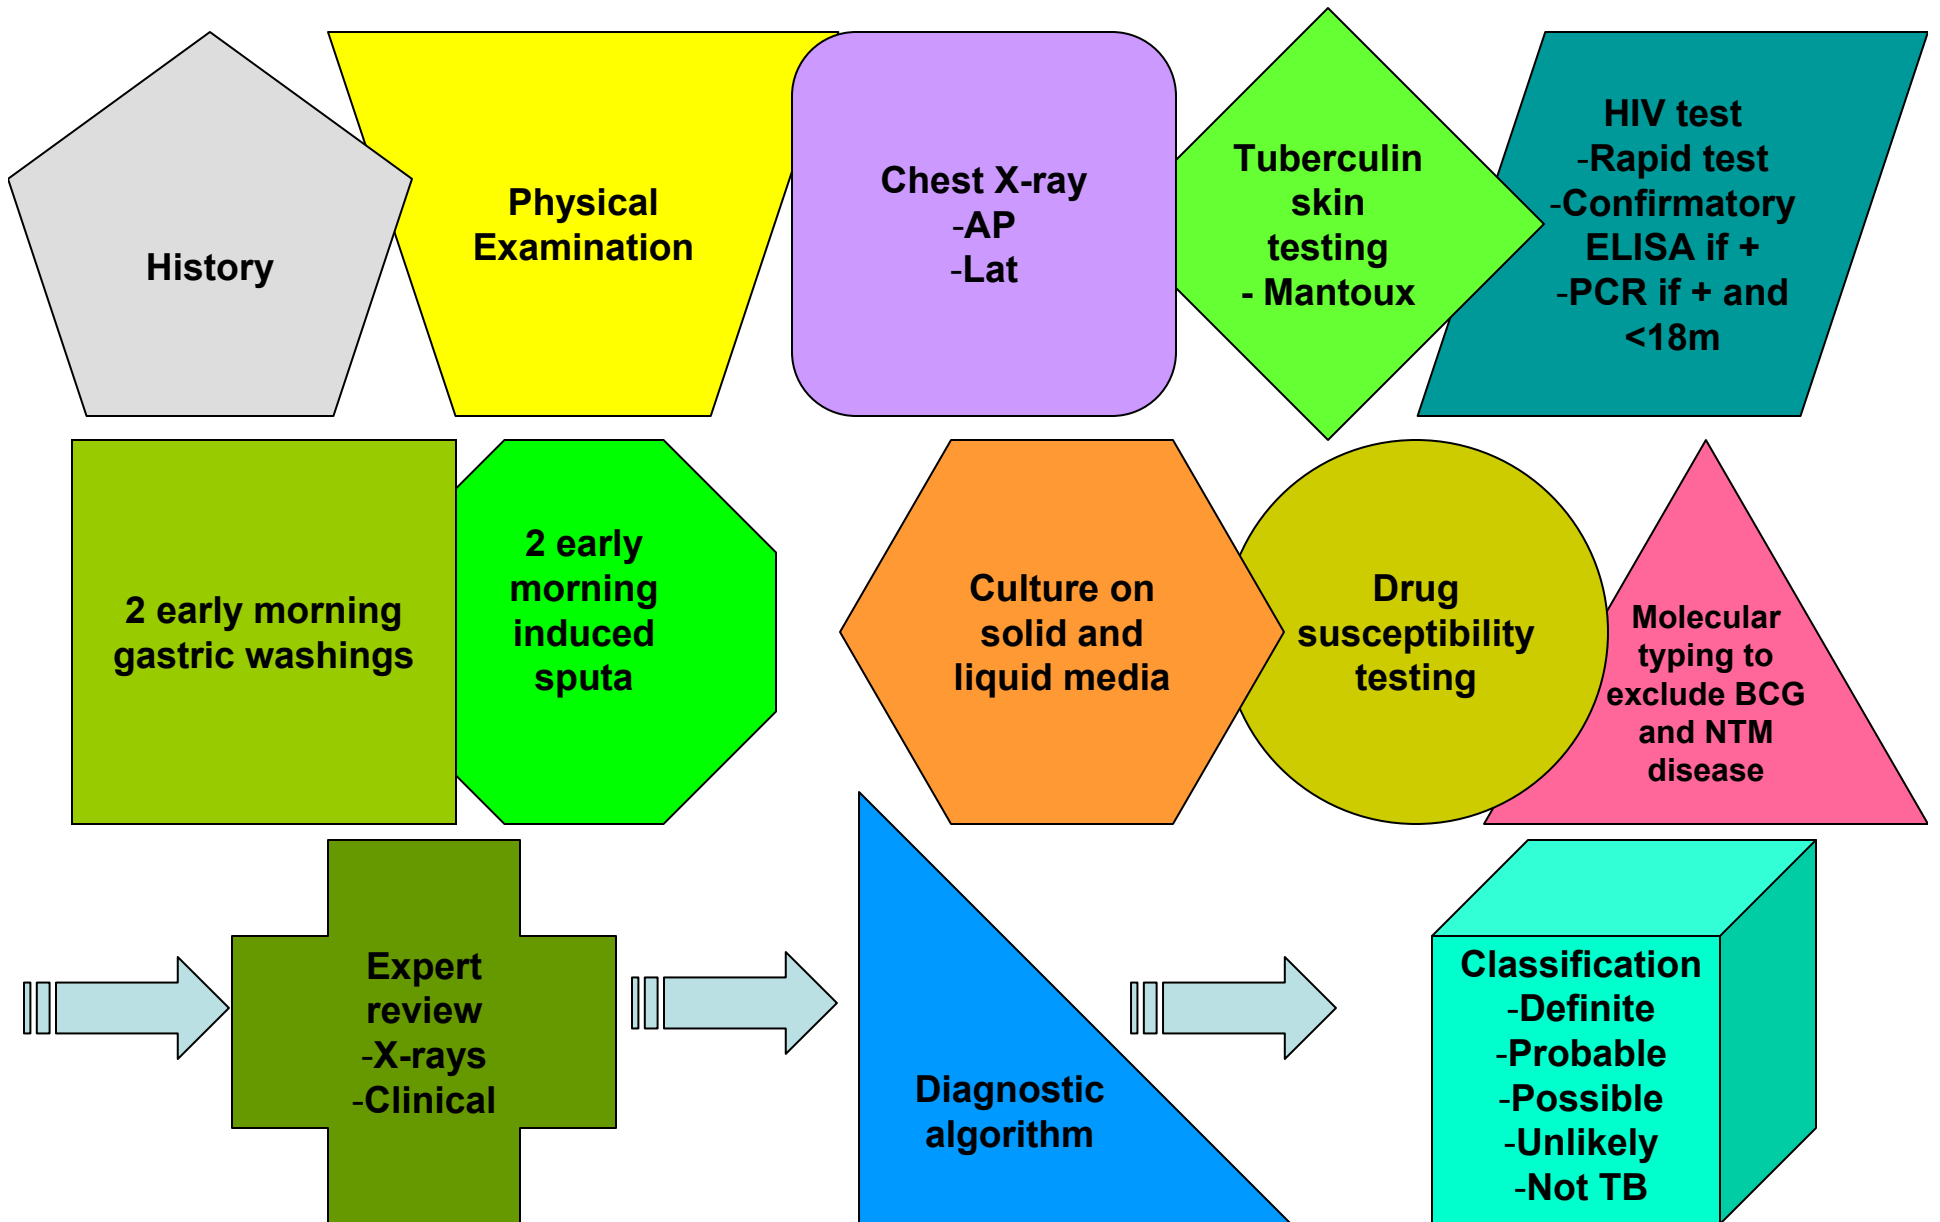 History
Physical
Examination
Chest X-ray
-AP
-Lat
Tuberculin
skin
testing
- Mantoux
HIV test
-Rapid test
-Confirmatory
ELISA if +
-PCR if + and
<18m
2 early morning
gastric washings
2 early
morning
induced
sputa
Culture on
solid and
liquid media
Drug
susceptibility
testing
Molecular
typing to
exclude BCG
and NTM
disease
Expert
review
-X-rays
-Clinical
Diagnostic
algorithm
Classification
-Definite
-Probable
-Possible
-Unlikely
-Not TB